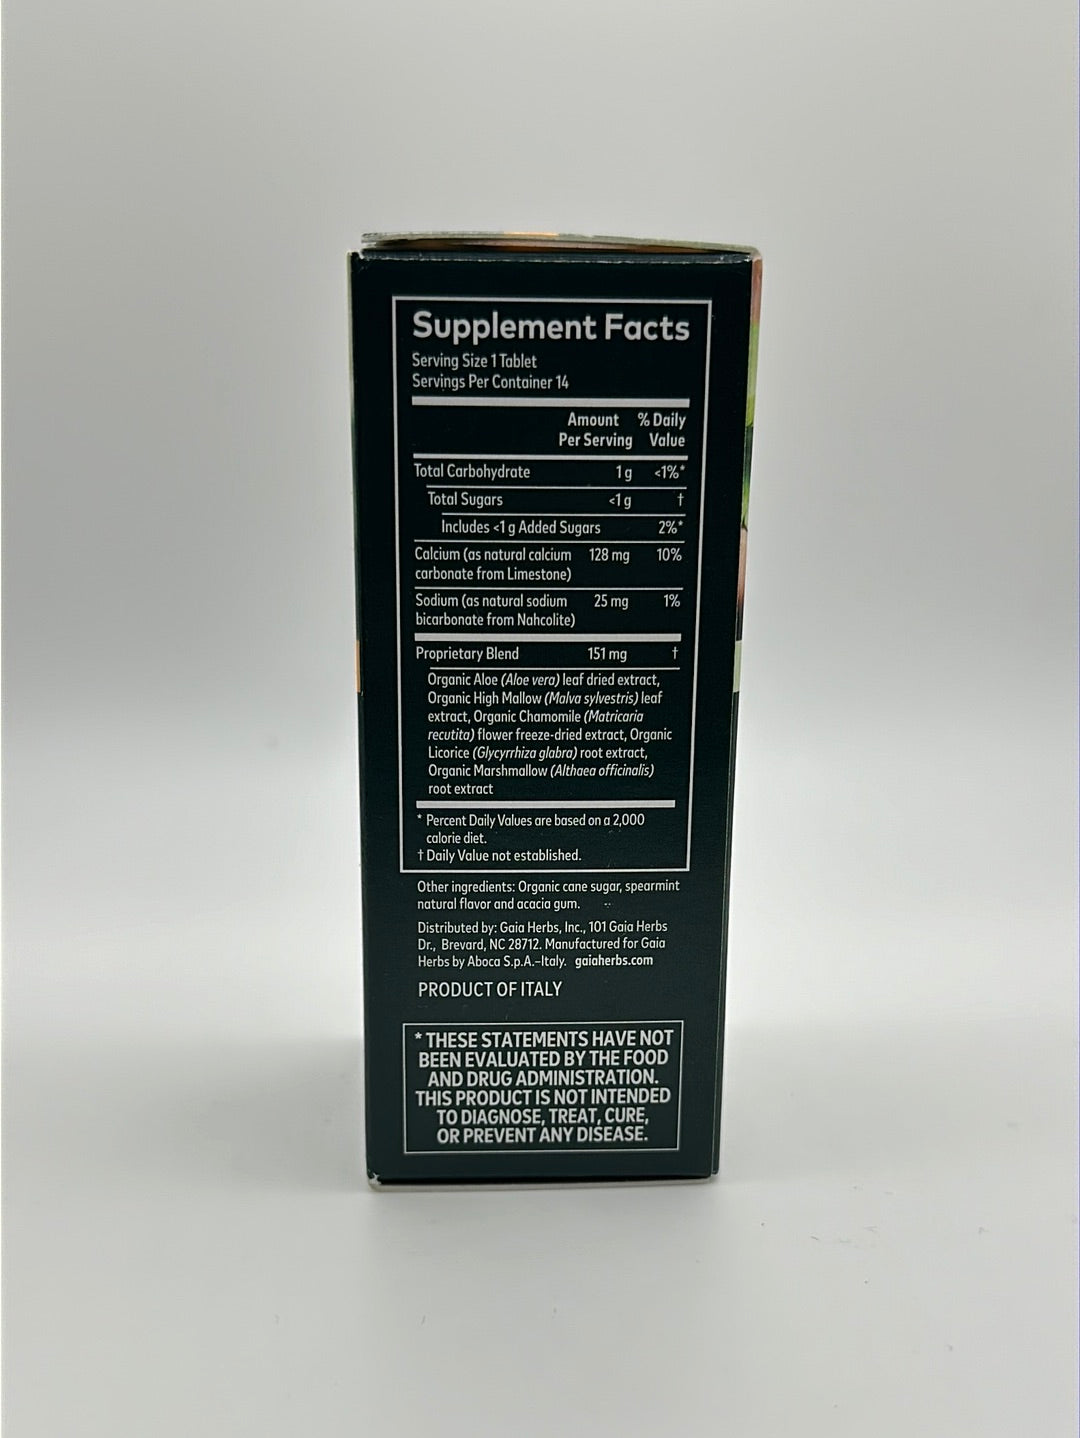 Supplement Facts
Serving Size 1 Tablet
Servings Per Container 14
Amount % Daily
Per Serving Value
Total Carbohydrate 1 g <1%*
Total Sugars <1 g †
Includes <1 g Added Sugars 2%*
Calcium (as natural calcium 128 mg 10%
carbonate from Limestone)
Sodium (as natural sodium 25 mg 1%
bicarbonate from Nahcolite)
Proprietary Blend 151 mg †
Organic Aloe (Aloe vera) leaf dried extract,
Organic High Mallow (Malva sylvestris) leaf
extract, Organic Chamomile (Matricaria
recutita) flower freeze-dried extract, Organic
Licorice (Glycyrrhiza glabra) root extract,
Organic Marshmallow (Althaea officinalis)
root extract
* Percent Daily Values are based on a 2,000
calorie diet.
† Daily Value not established.
Other ingredients: Organic cane sugar, spearmint
natural flavor and acacia gum.
Distributed by: Gaia Herbs, Inc., 101 Gaia Herbs
Dr., Brevard, NC 28712. Manufactured for Gaia
Herbs by Aboca S.p.A.–Italy. gaiaherbs.com
PRODUCT OF ITALY
* THESE STATEMENTS HAVE NOT
BEEN EVALUATED BY THE FOOD
AND DRUG ADMINISTRATION.
THIS PRODUCT IS NOT INTENDED
TO DIAGNOSE, TREAT, CURE,
OR PREVENT ANY DISEASE.